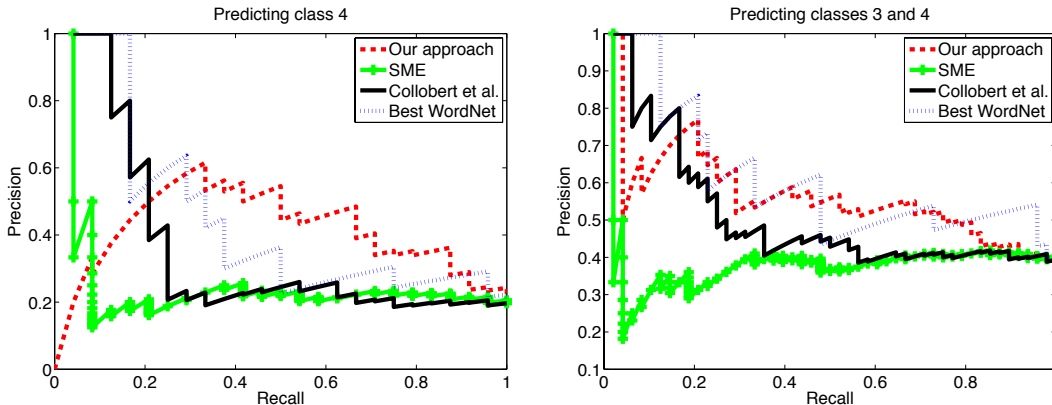 Predicting class 4
1
0.8
0.6
0.4
0.2
0
Precision
0
0.2
0.4
0.6
0.8
1
Recall
Our approach
SME
Collobert et al.
Best WordNet
Predicting classes 3 and 4
1
0.9
0.8
0.7
0.6
0.5
0.4
0.3
0.2
0.1
Precision
0
0.2
0.4
0.6
0.8
Recall
Our approach
SME
Collobert et al.
Best WordNet